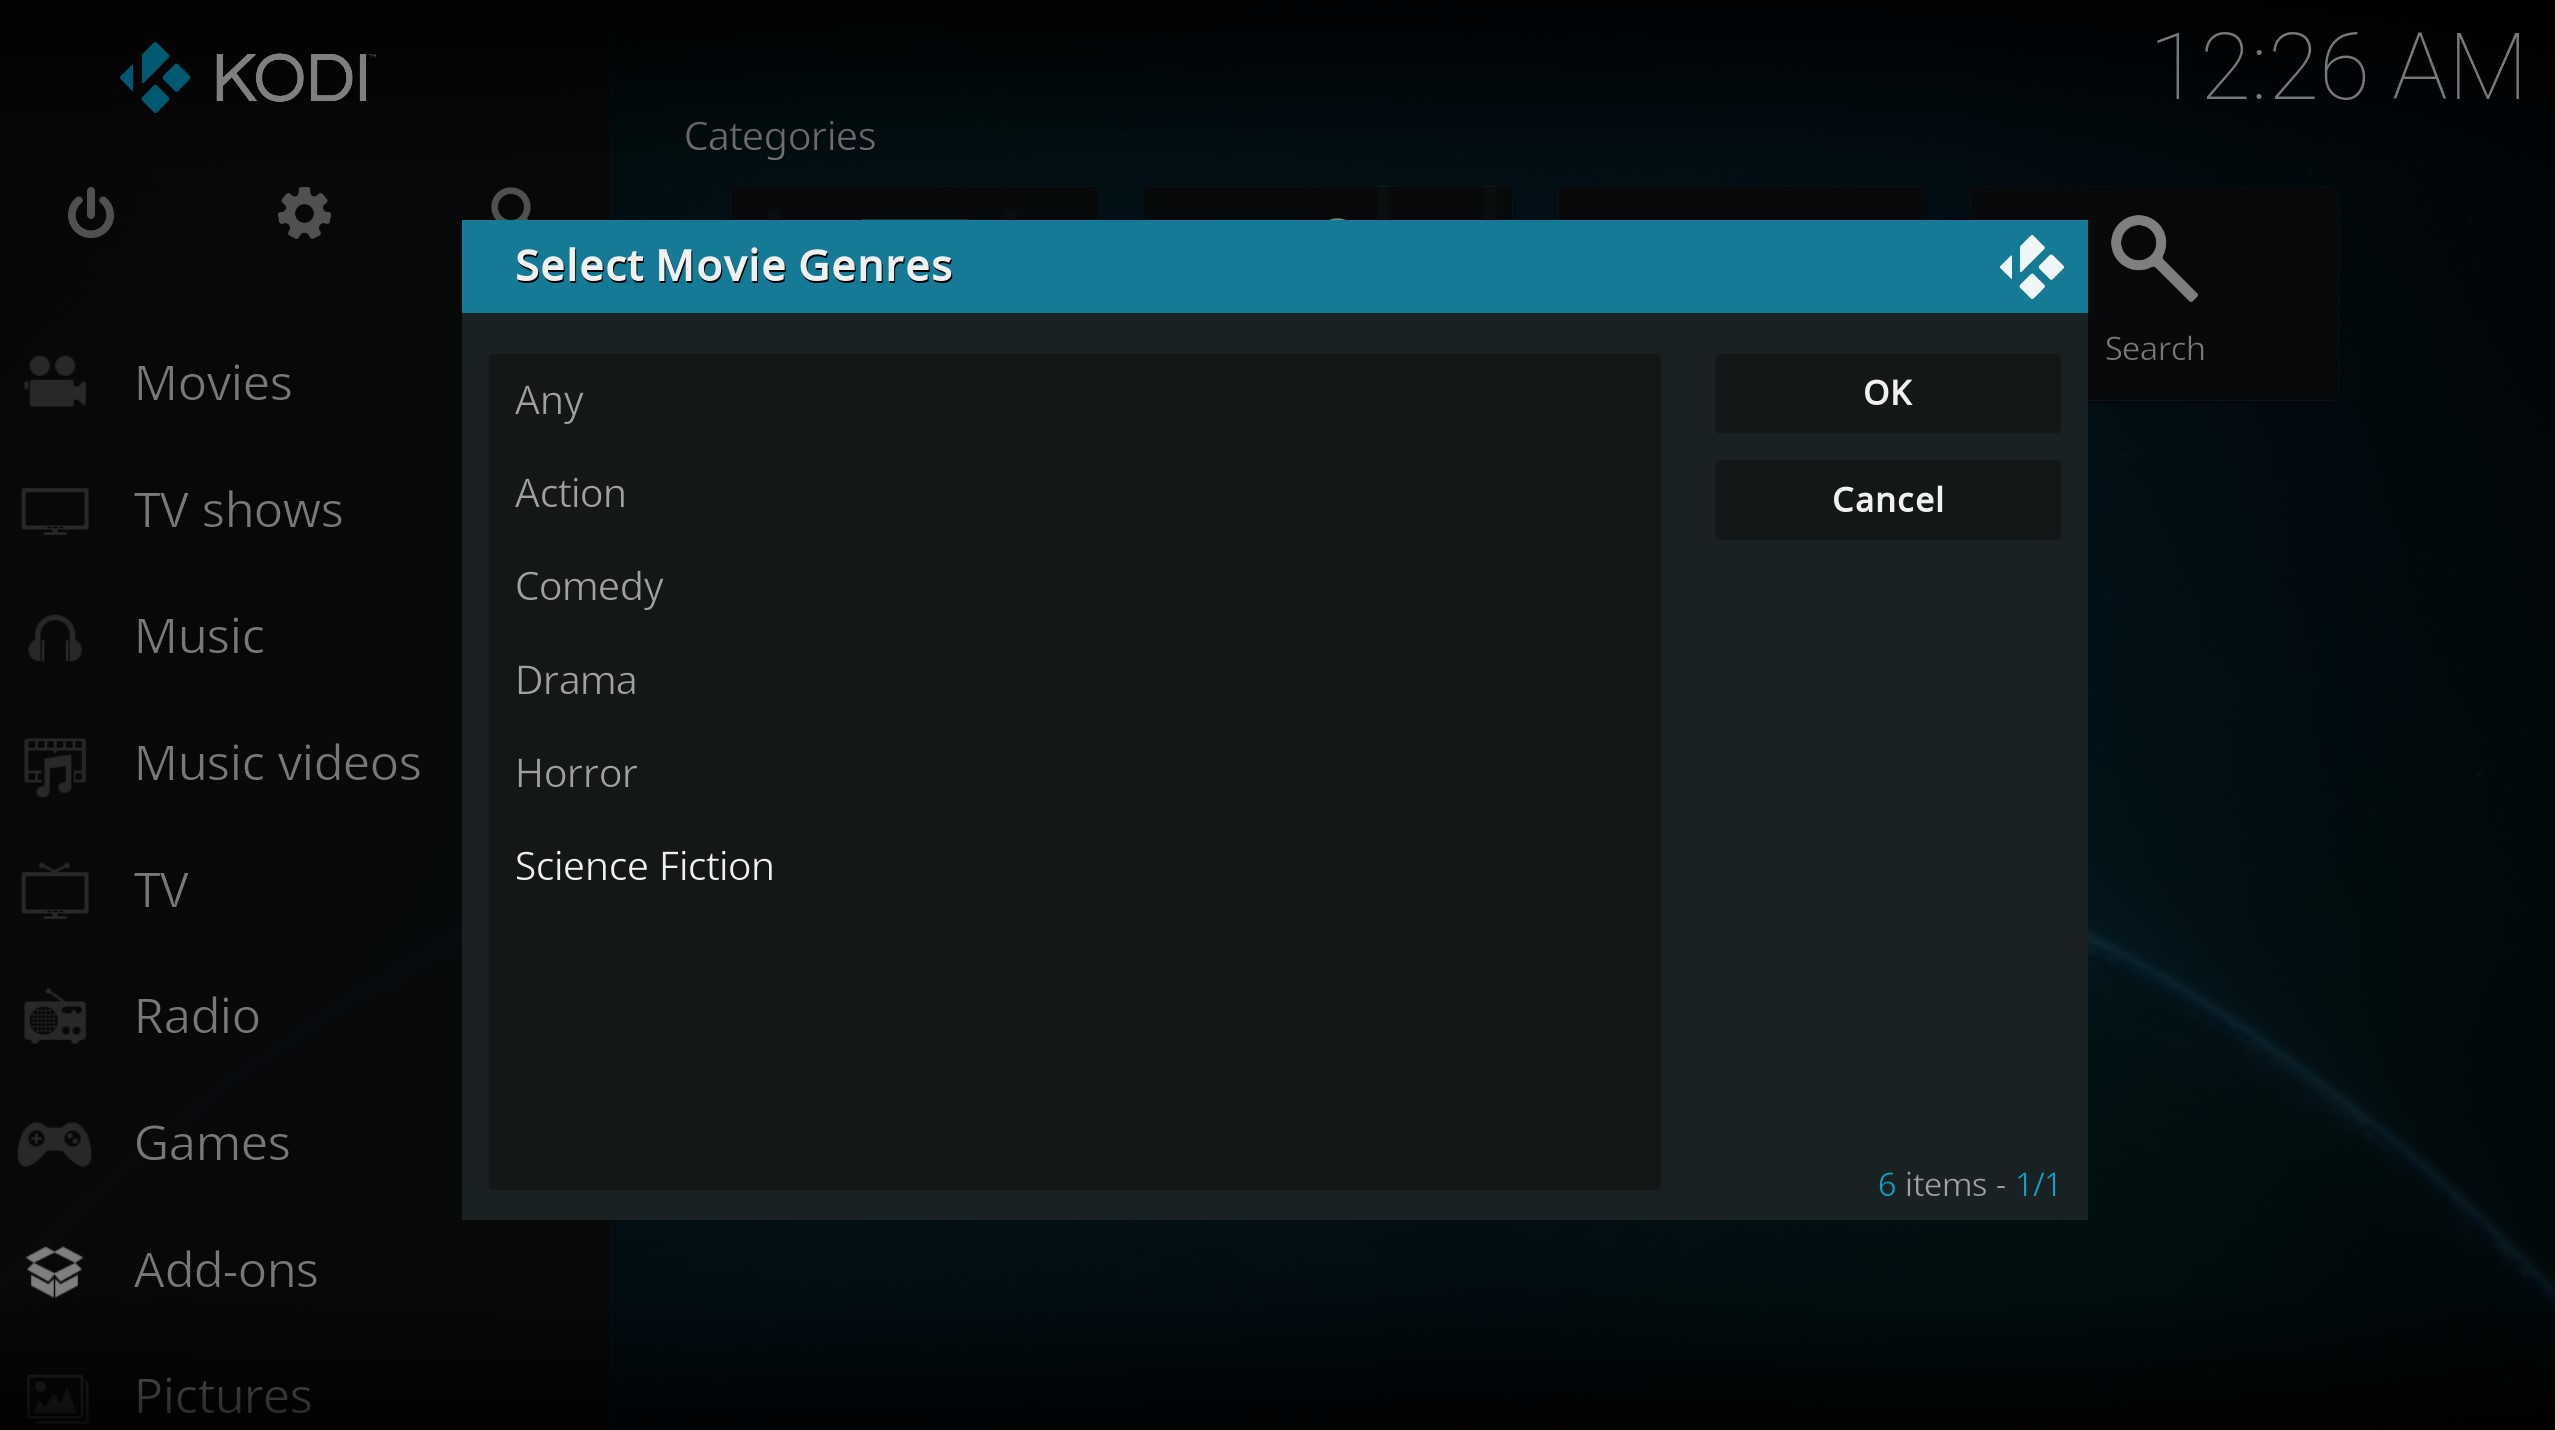 KODI
12:26 AM
Categories
Select Movie Genres
Any
Action
Comedy
Drama
Horror
Science Fiction
OK
Cancel
6 items - 1/1
Search
Movies
TV shows
Music
Music videos
TV
Radio
Games
Add-ons
Pictures